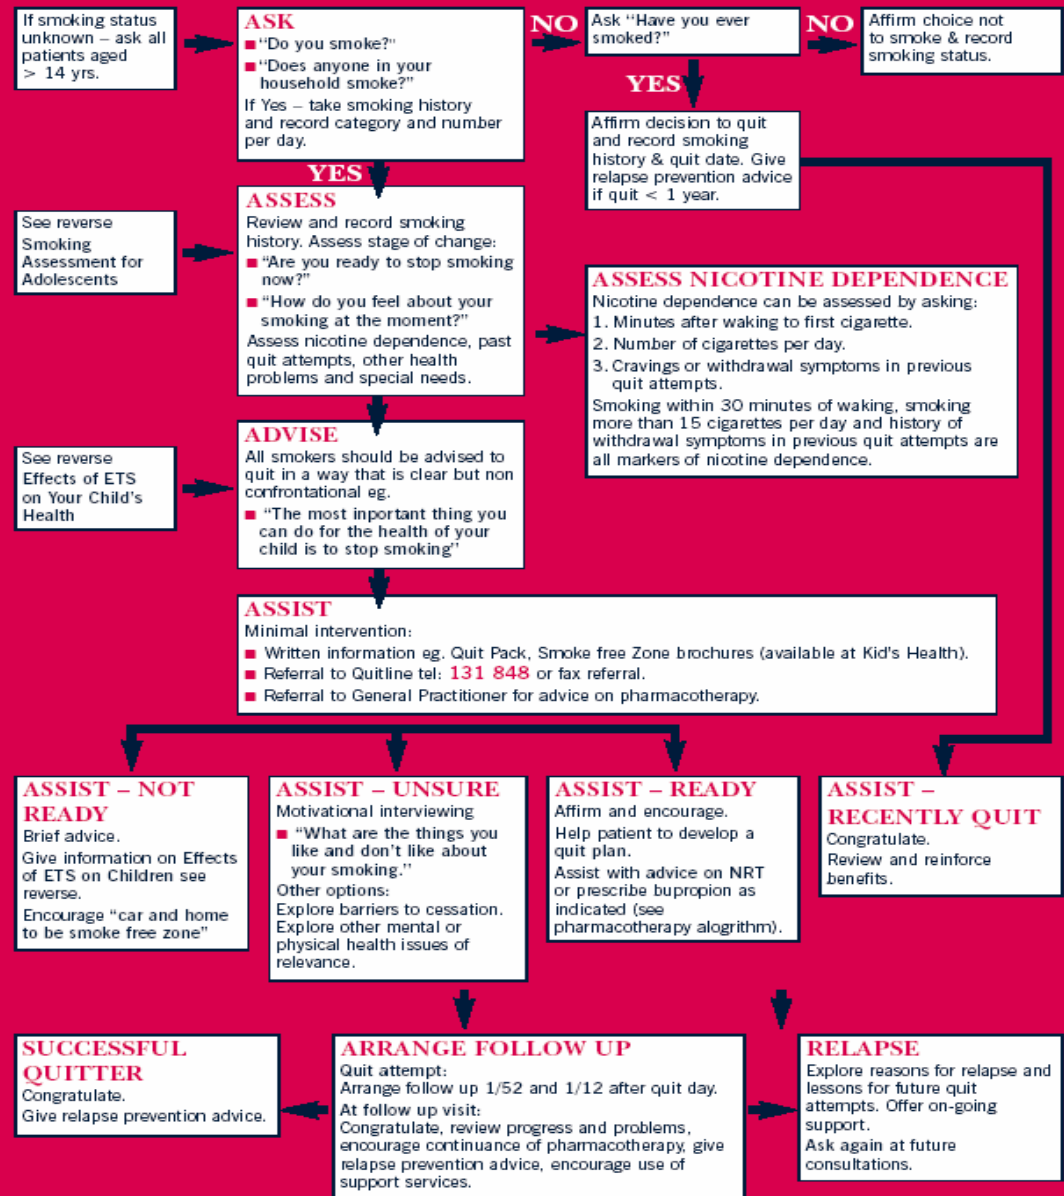 If smoking status
unknown – ask all
patients aged
> 14 yrs.
ASK
■ "Do you smoke?"
■ "Does anyone in your
household smoke?"
If Yes – take smoking history
and record category and number
per day.
NO
Ask "Have you ever
smoked?"
NO
Affirm choice not
to smoke & record
smoking status.
YES
Affirm decision to quit
and record smoking
history & quit date. Give
relapse prevention advice
if quit < 1 year.
YES
See reverse
Smoking
Assessment for
Adolescents
ASSESS
Review and record smoking
history. Assess stage of change:
■ "Are you ready to stop smoking
now?"
■ "How do you feel about your
smoking at the moment?"
Assess nicotine dependence, past
quit attempts, other health
problems and special needs.
ASSESS NICOTINE DEPENDENCE
Nicotine dependence can be assessed by asking:
1. Minutes after waking to first cigarette.
2. Number of cigarettes per day.
3. Cravings or withdrawal symptoms in previous
quit attempts.
Smoking within 30 minutes of waking, smoking
more than 15 cigarettes per day and history of
withdrawal symptoms in previous quit attempts are
all markers of nicotine dependence.
See reverse
Effects of ETS
on Your Child's
Health
ADVISE
All smokers should be advised to
quit in a way that is clear but non
confrontational eg.
■ "The most important thing you
can do for the health of your
child is to stop smoking"
ASSIST
Minimal intervention:
■ Written information eg. Quit Pack, Smoke free Zone brochures (available at Kid's Health).
■ Referral to Quitline tel: 131 848 or fax referral.
■ Referral to General Practitioner for advice on pharmacotherapy.
ASSIST – NOT
READY
Brief advice.
Give information on Effects
of ETS on Children see
reverse.
Encourage "car and home
to be smoke free zone"
ASSIST – UNSURE
Motivational interviewing
■ "What are the things you
like and don't like about
your smoking."
Other options:
Explore barriers to cessation.
Explore other mental or
physical health issues of
relevance.
ASSIST – READY
Affirm and encourage.
Help patient to develop a
quit plan.
Assist with advice on NRT
or prescribe bupropion as
indicated (see
pharmacotherapy alogrithm).
ASSIST –
RECENTLY QUIT
Congratulate.
Review and reinforce
benefits.
SUCCESSFUL
QUITTER
Congratulate.
Give relapse prevention advice.
ARRANGE FOLLOW UP
Quit attempt:
Arrange follow up 1/52 and 1/12 after quit day.
At follow up visit:
Congratulate, review progress and problems,
encourage continuance of pharmacotherapy, give
relapse prevention advice, encourage use of
support services.
RELAPSE
Explore reasons for relapse and
lessons for future quit
attempts. Offer on-going
support.
Ask again at future
consultations.